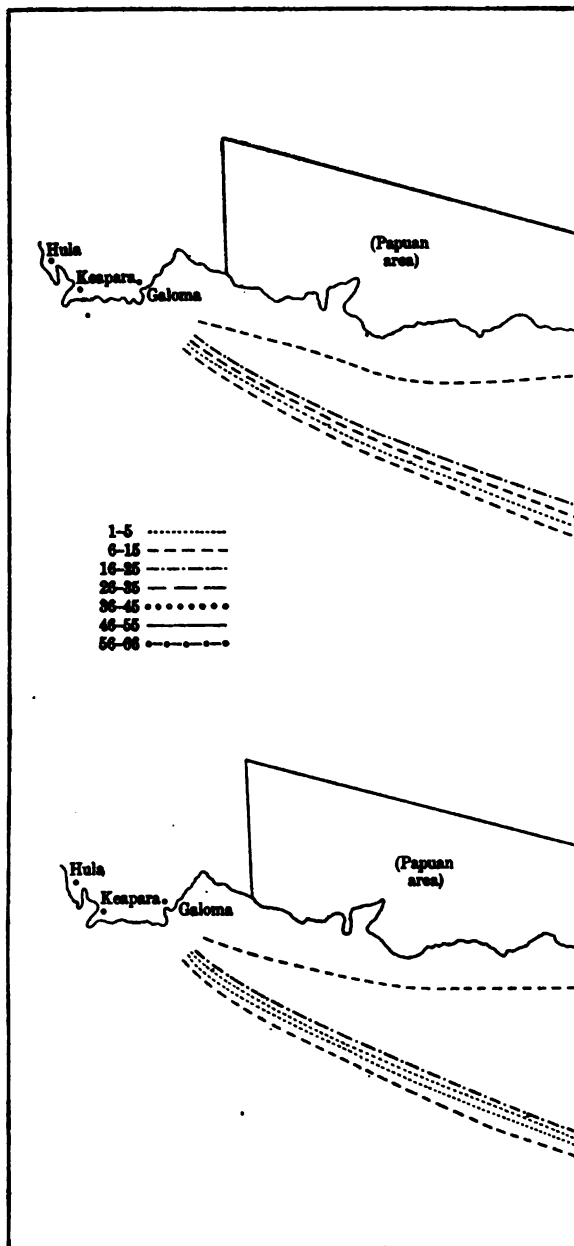 (Papuan
area)
Hula
Keapara
Galoma
1–5
6–15
16–25
26–35
36–45
46–55
56–66
(Papuan
area)
Hula
Keapara
Galoma